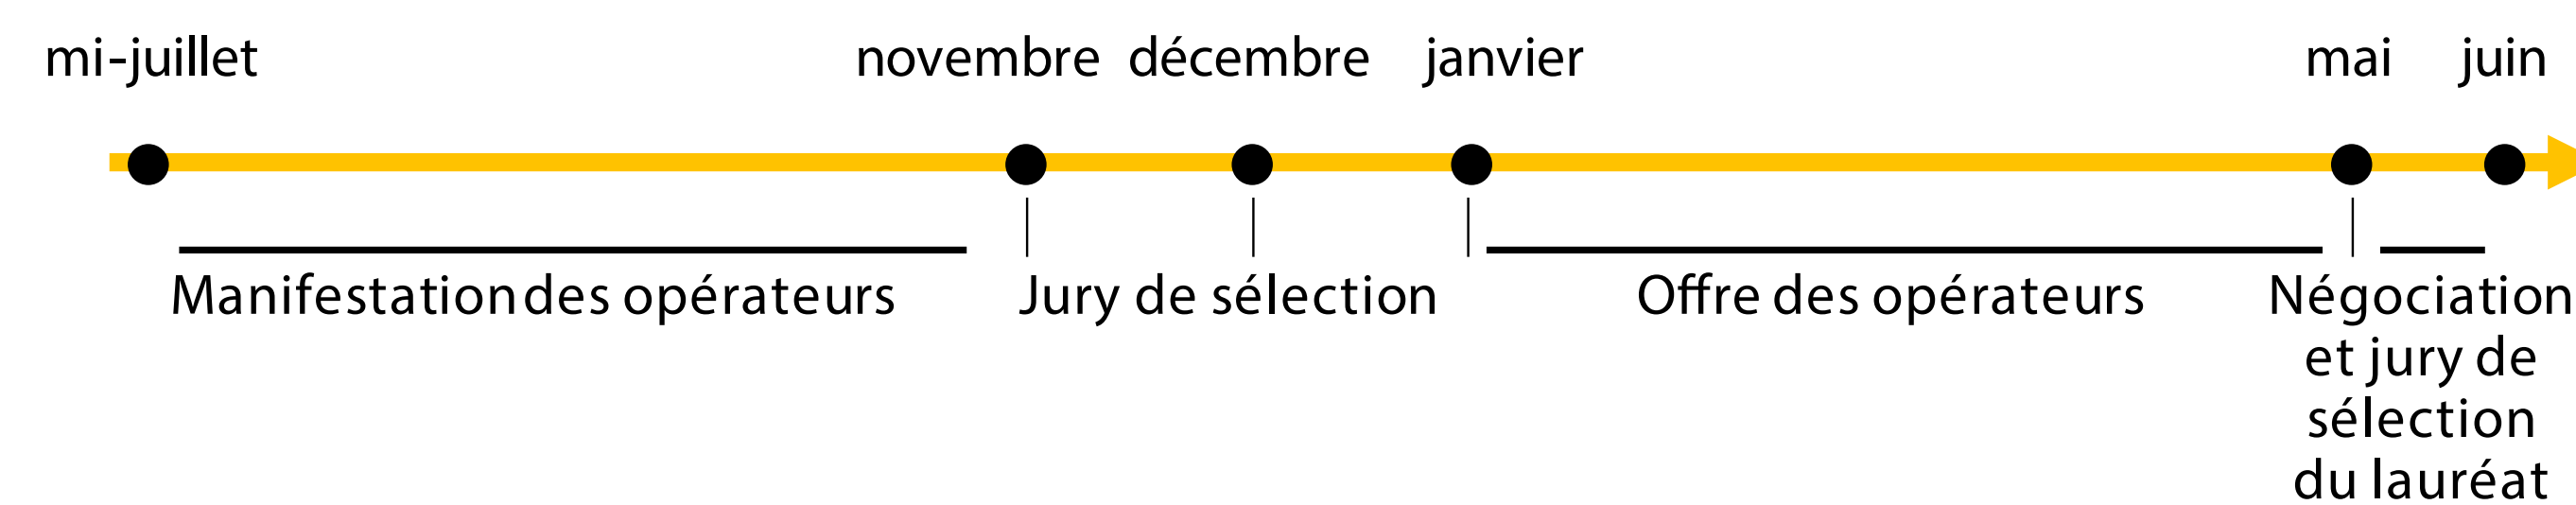 mi-juillet novembre décembre janvier mai juin
Manifestation des opérateurs Jury de sélection Offre des opérateurs Négociation
et jury de
sélection
du lauréat